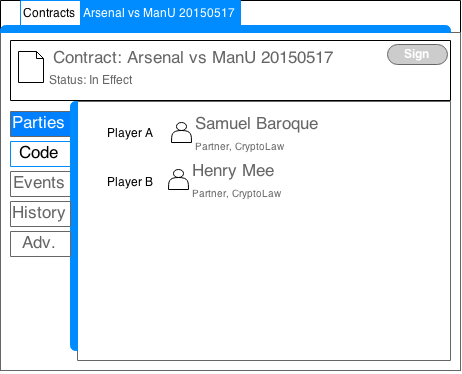 Contracts Arsenal vs ManU 20150517
Contract: Arsenal vs ManU 20150517
Sign
Status: In Effect
Parties
Code
Events
History
Adv.
Player A
Samuel Baroque
Partner, CryptoLaw
Player B
Henry Mee
Partner, CryptoLaw